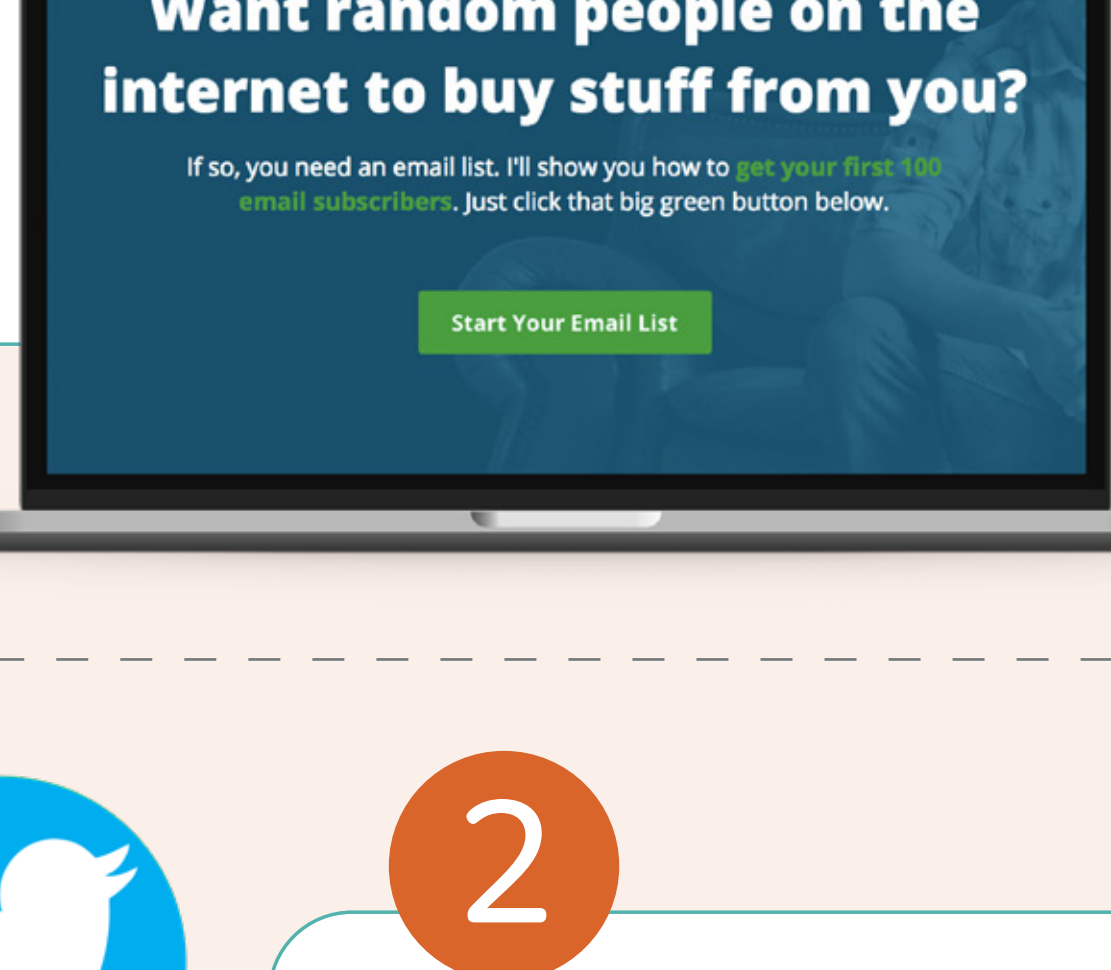 Want random people on the
internet to buy stuff from you?
If so, you need an email list. I'll show you how to get your first 100
email subscribers. Just click that big green button below.
Start Your Email List
2